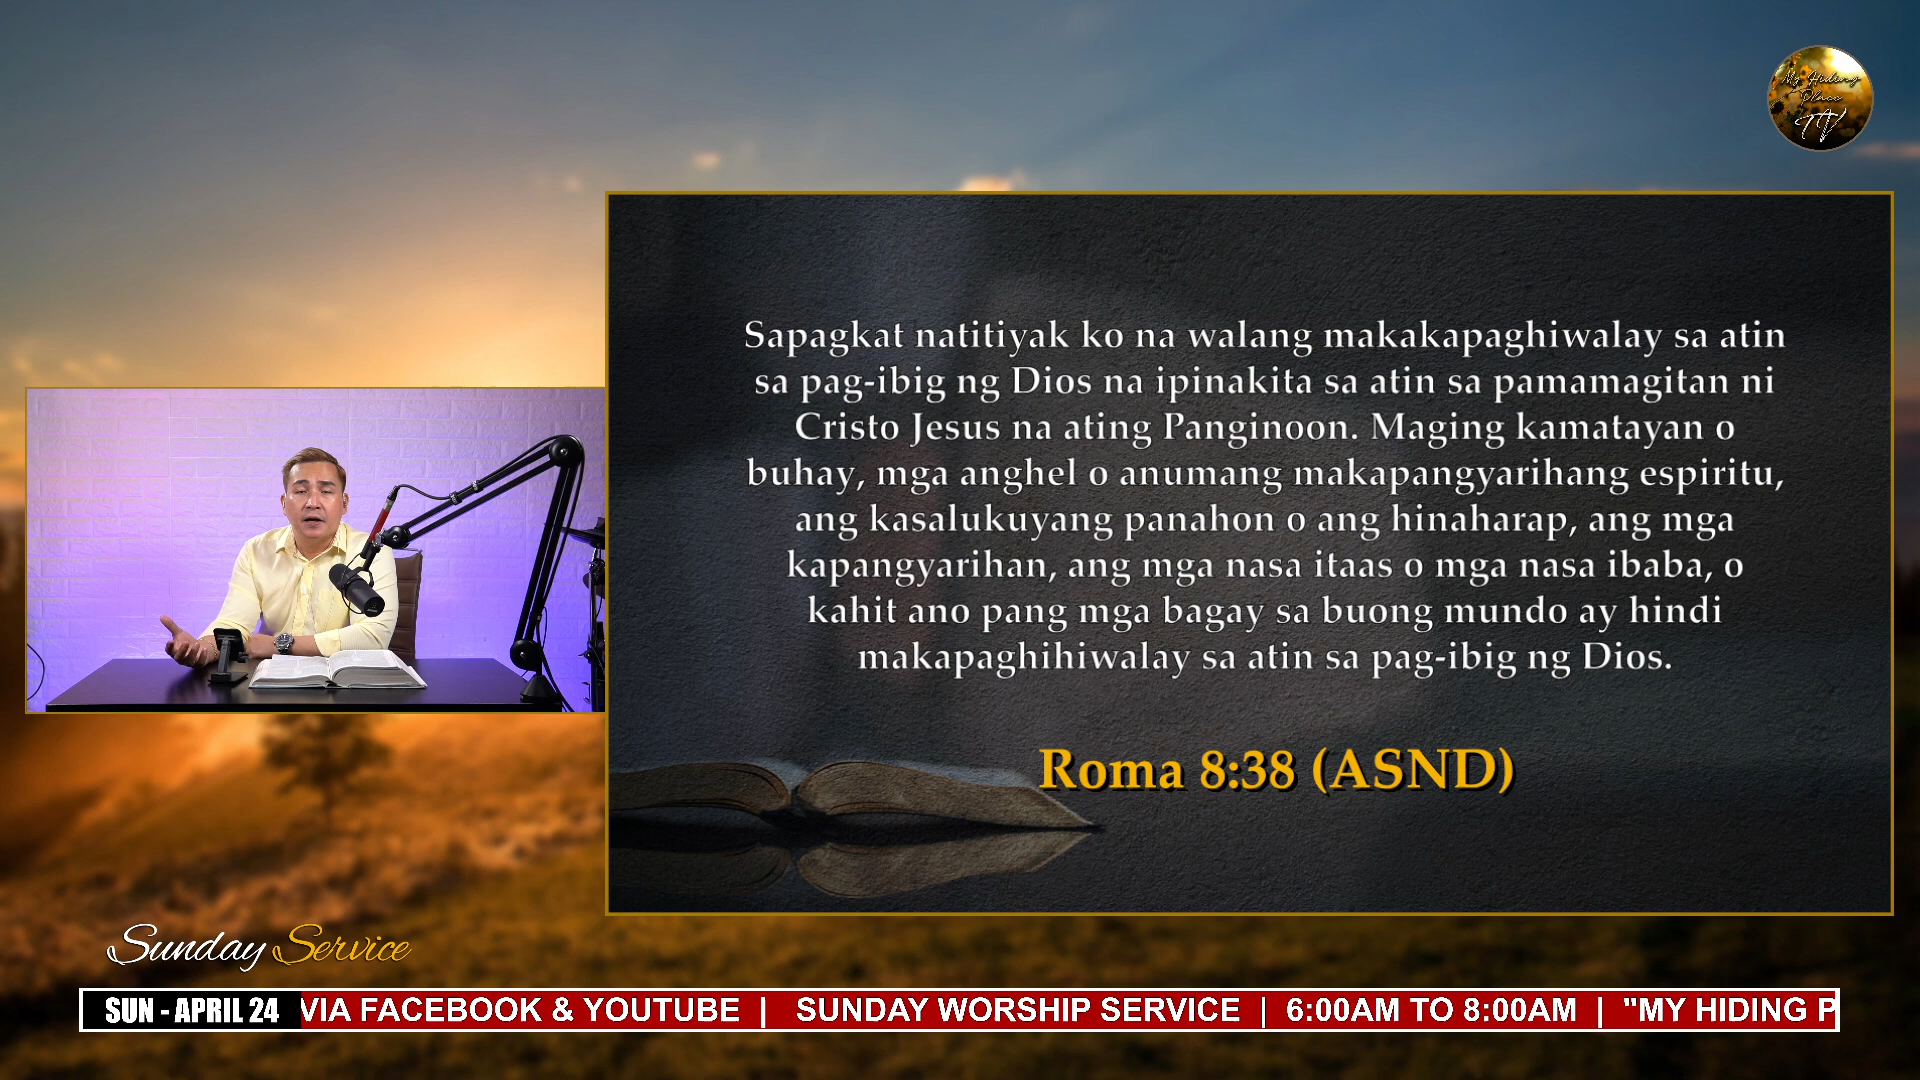 My Hiding
Place
TV
Sapagkat natitiyak ko na walang makakapaghiwalay sa atin
sa pag-ibig ng Dios na ipinakita sa atin sa pamamagitan ni
Cristo Jesus na ating Panginoon. Maging kamatayan o
buhay, mga anghel o anumang makapangyarihang espiritu,
ang kasalukuyang panahon o ang hinaharap, ang mga
kapangyarihan, ang mga nasa itaas o mga nasa ibaba, o
kahit ano pang mga bagay sa buong mundo ay hindi
makapaghihiwalay sa atin sa pag-ibig ng Dios.
Roma 8:38 (ASND)
Sunday Service
SUN - APRIL 24 VIA FACEBOOK & YOUTUBE | SUNDAY WORSHIP SERVICE | 6:00AM TO 8:00AM | "MY HIDING P